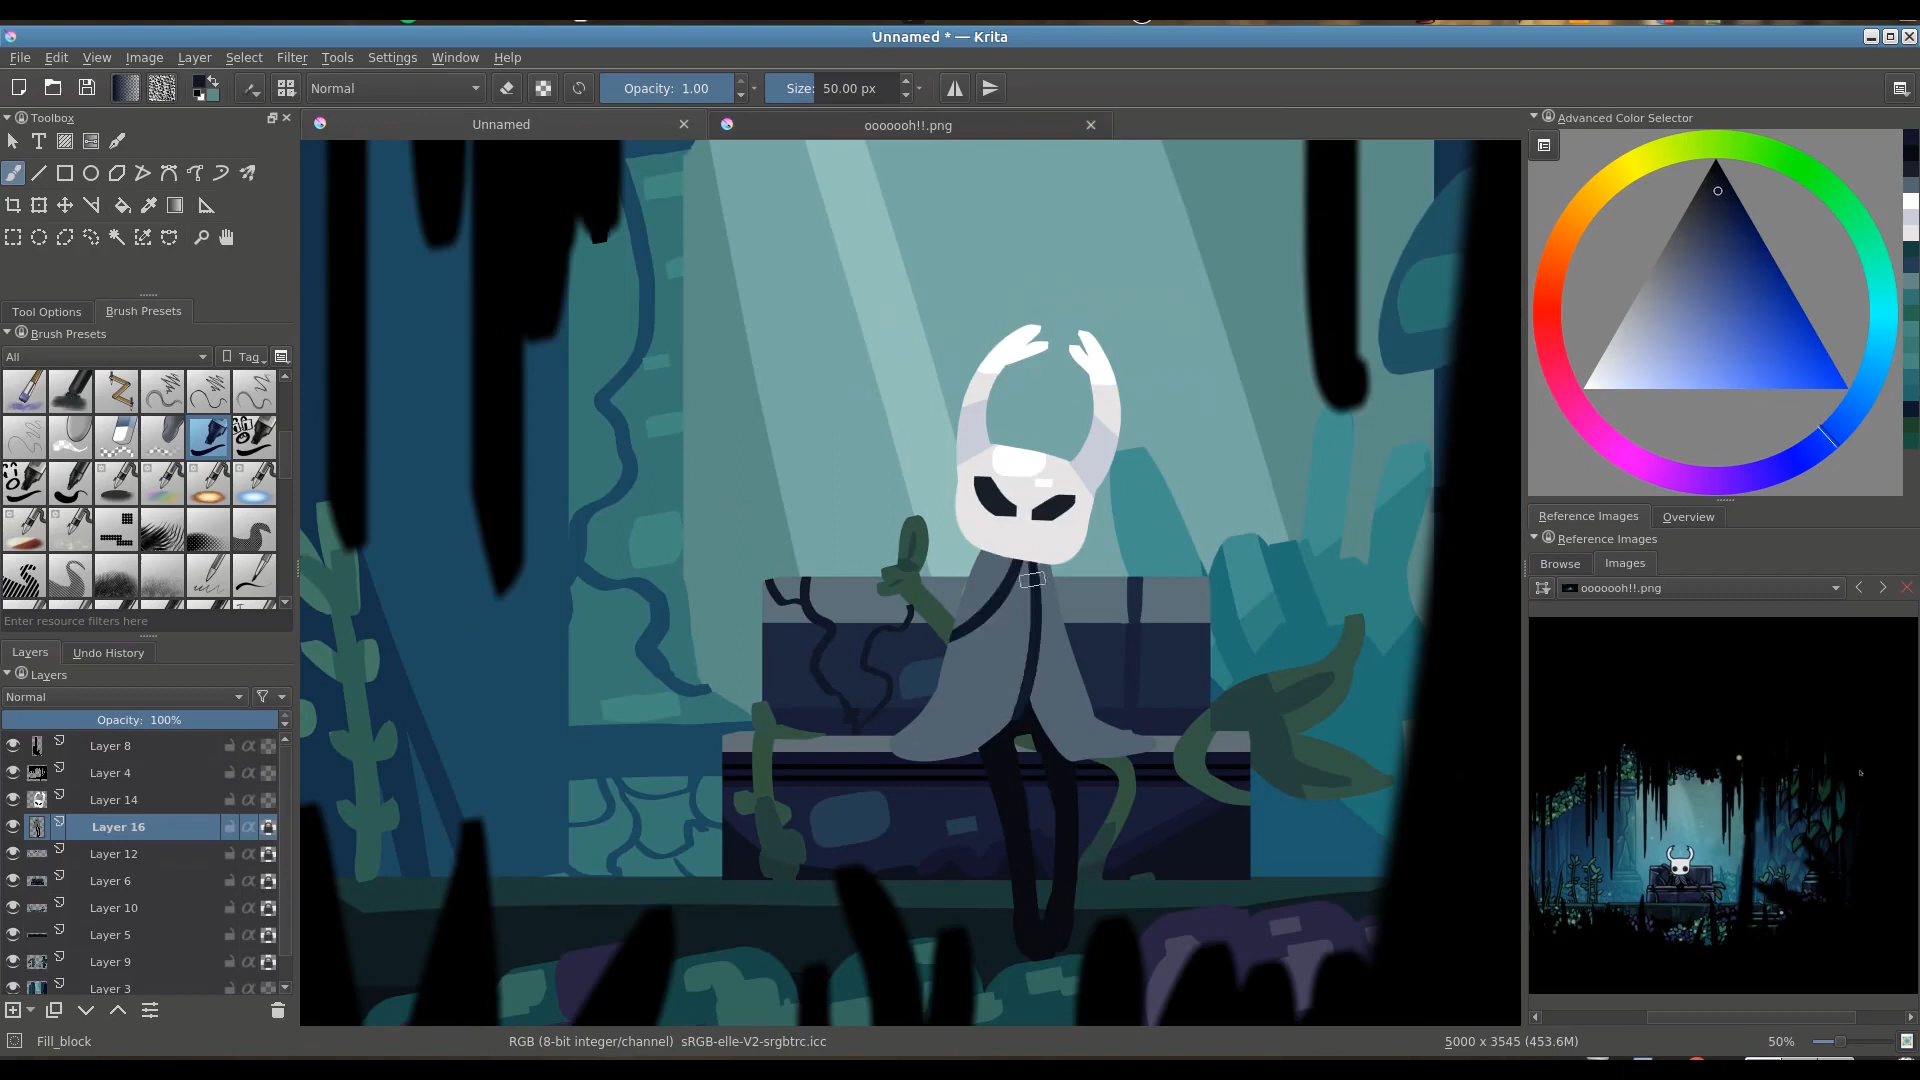 Unnamed * — Krita
File Edit View Image Layer Select Filter Tools Settings Window Help
Normal Opacity: 1.00 Size: 50.00 px
Toolbox
Unnamed ooooooh!!.png
Advanced Color Selector
Tool Options Brush Presets
Brush Presets
All Tag
Enter resource filters here
Layers Undo History
Layers
Normal
Opacity: 100%
Layer 8
Layer 4
Layer 14
Layer 16
Layer 12
Layer 6
Layer 10
Layer 5
Layer 9
Layer 3
Reference Images Overview
Reference Images
Browse Images
ooooooh!!.png
Fill_block RGB (8-bit integer/channel) sRGB-elle-V2-srgbtrc.icc 5000 x 3545 (453.6M) 50%